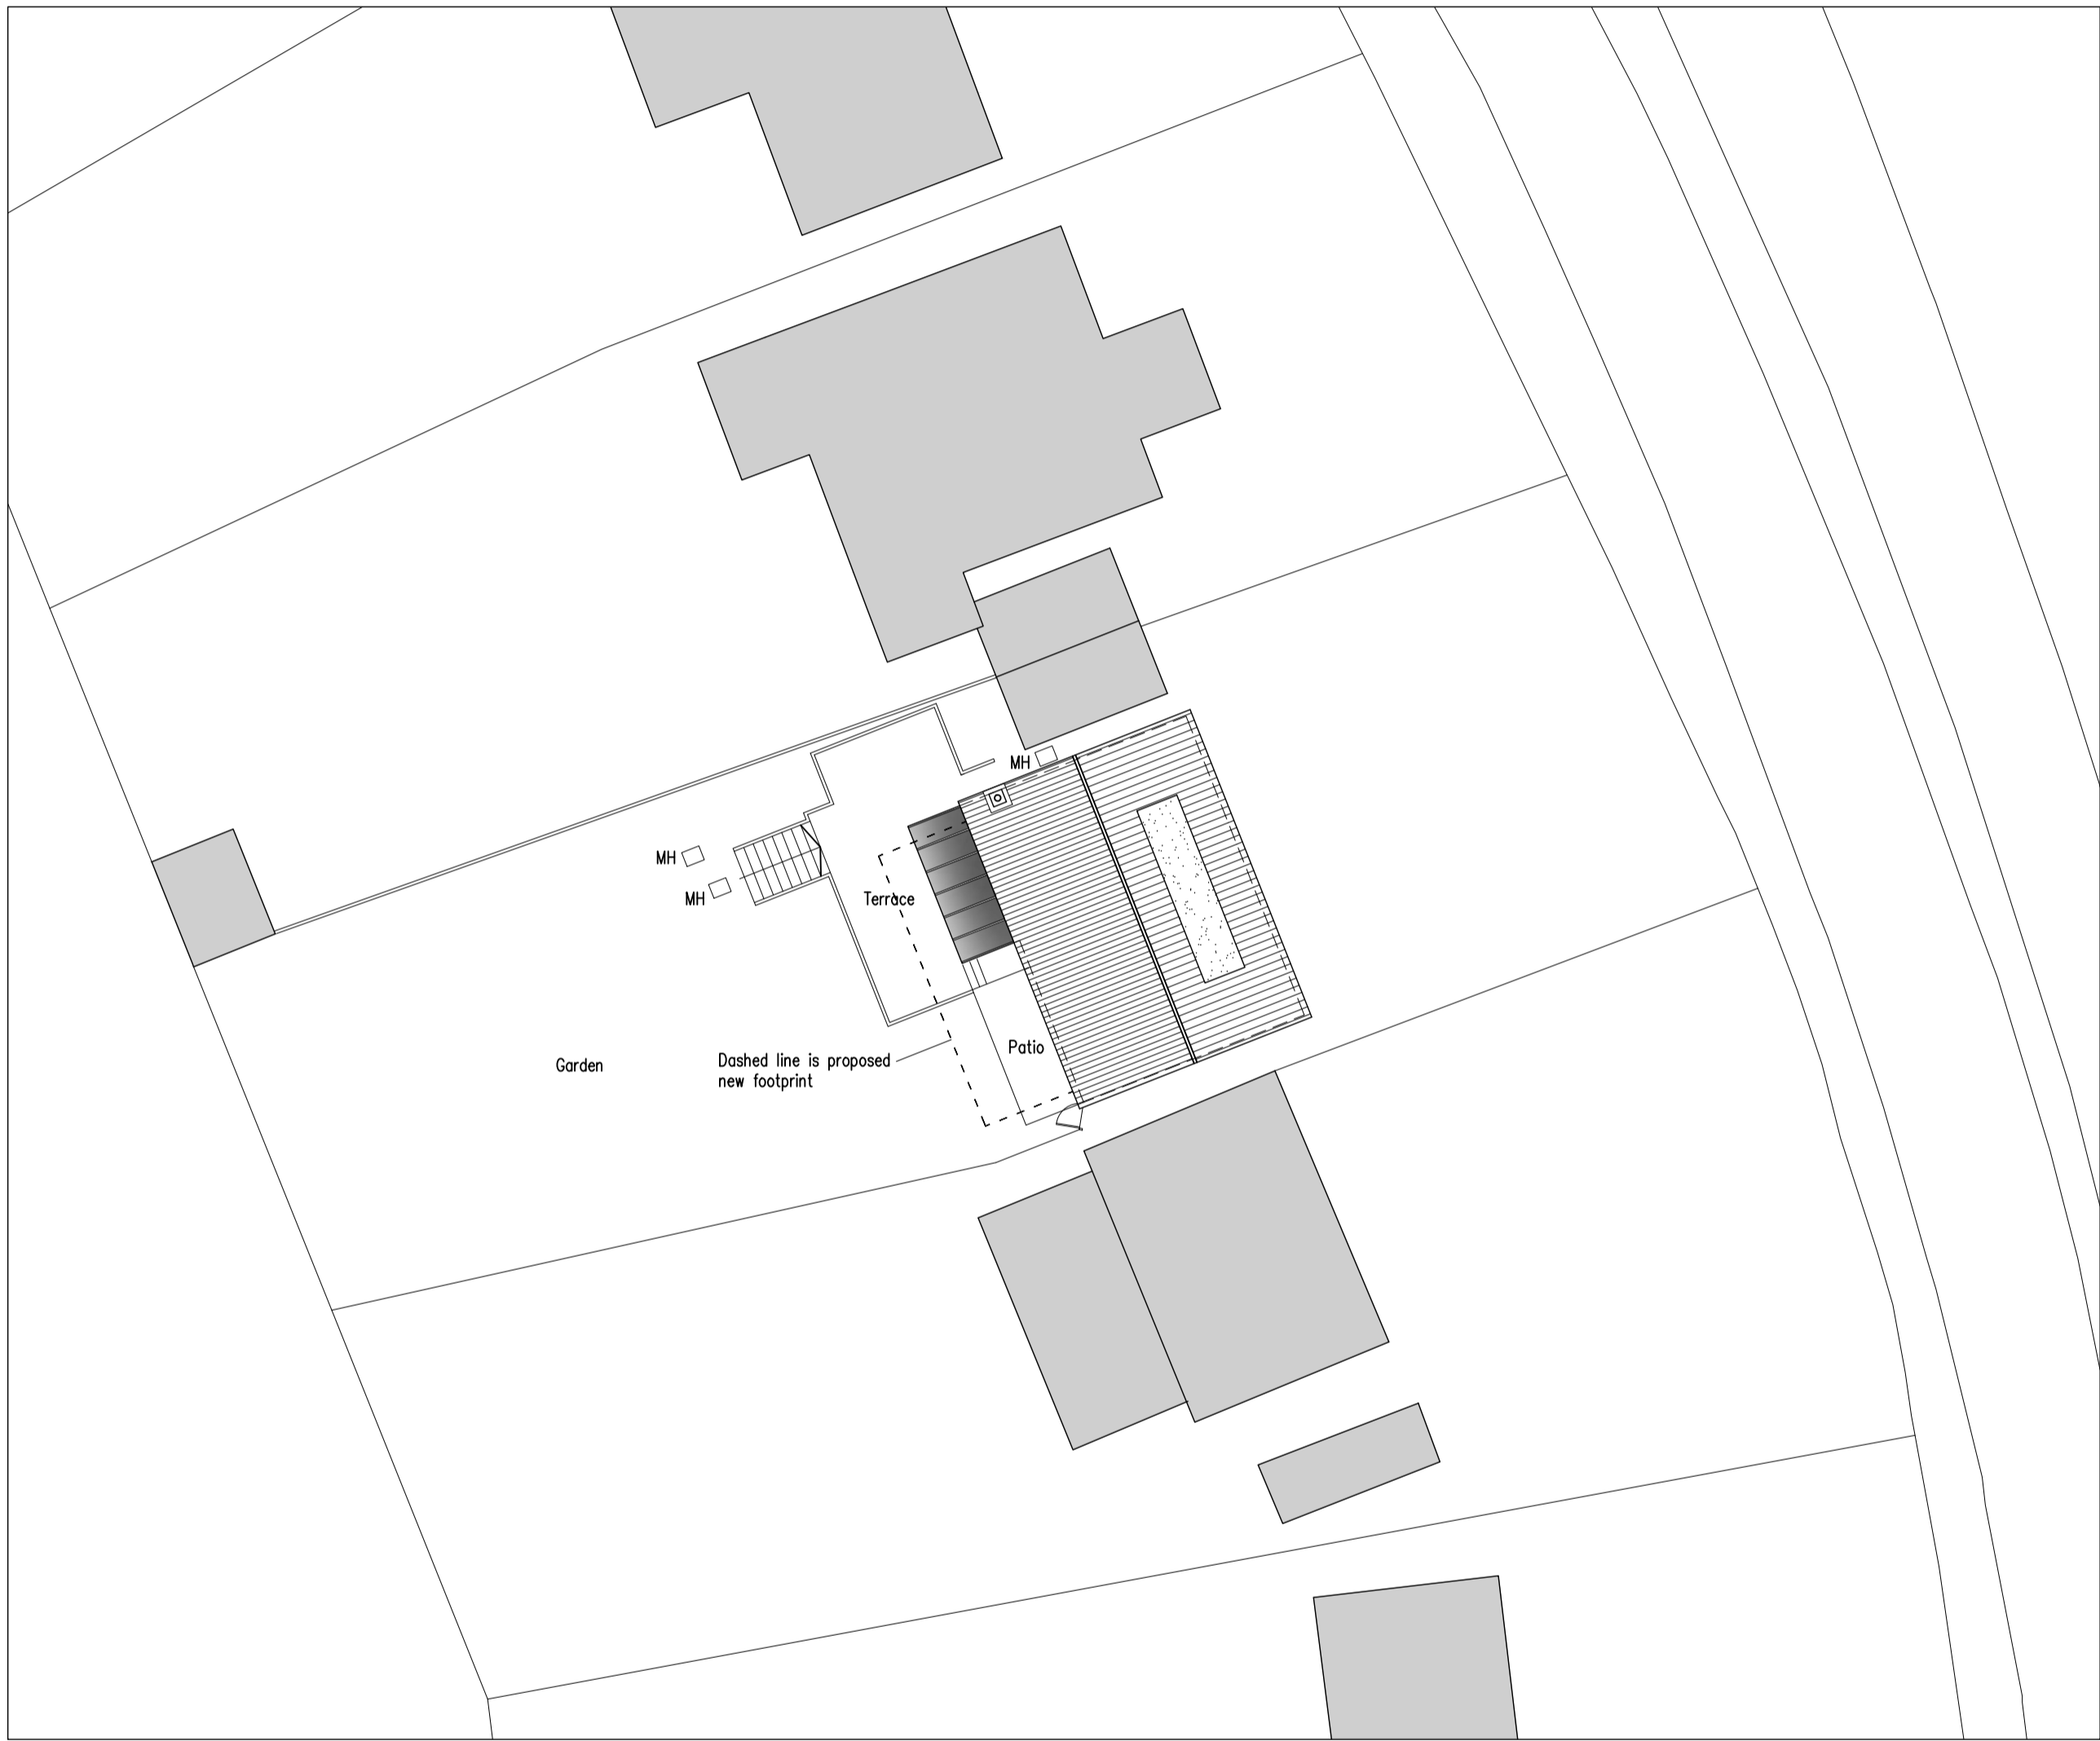 MH
MH
MH
Terrace
Patio
Garden
Dashed line is proposed
new footprint